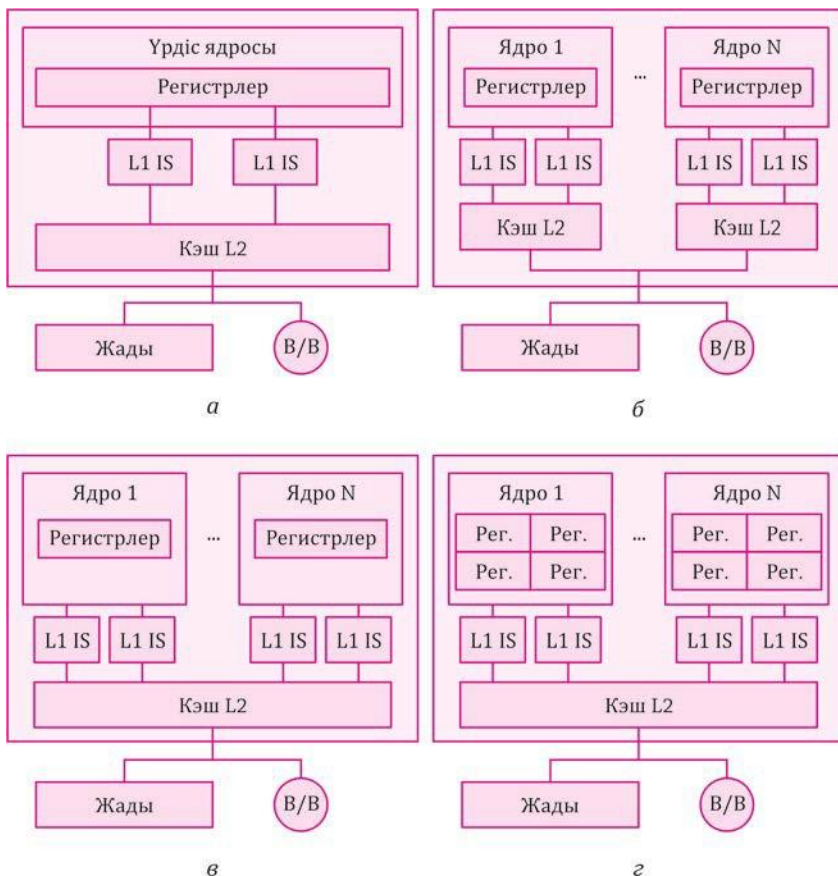 Үрдіс ядросы
Регистрлер
L1 IS L1 IS
Кэш L2
Жады В/В
а
Ядро 1 ... Ядро N
Регистрлер Регистрлер
L1 IS L1 IS L1 IS L1 IS
Кэш L2 Кэш L2
Жады В/В
б
Ядро 1 ... Ядро N
Регистрлер Регистрлер
L1 IS L1 IS L1 IS L1 IS
Кэш L2
Жады В/В
в
Ядро 1 ... Ядро N
Рег. Рег. Рег. Рег.
Рег. Рег. Рег. Рег.
L1 IS L1 IS L1 IS L1 IS
Кэш L2
Жады В/В
г